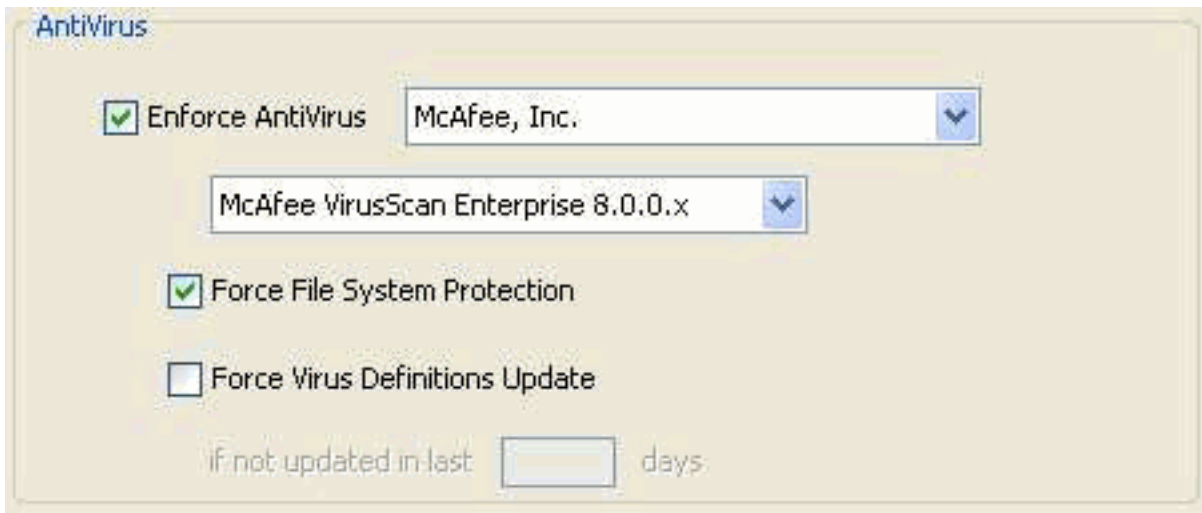 AntiVirus
Enforce AntiVirus McAfee, Inc.
McAfee VirusScan Enterprise 8.0.0.x
Force File System Protection
Force Virus Definitions Update
if not updated in last days